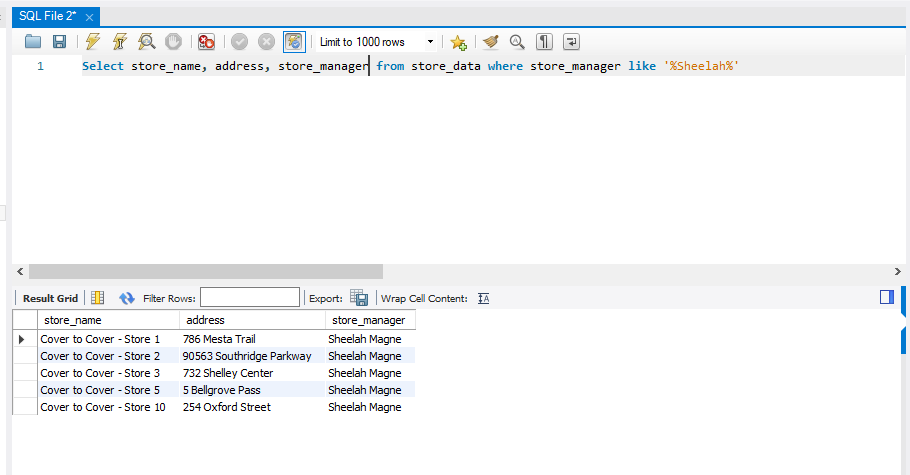 SQL File 2*
Limit to 1000 rows
1 Select store_name, address, store_manager from store_data where store_manager like '%Sheelah%'
Result Grid Filter Rows: Export: Wrap Cell Content:
store_name address store_manager
Cover to Cover - Store 1 786 Mesta Trail Sheelah Magne
Cover to Cover - Store 2 90563 Southridge Parkway Sheelah Magne
Cover to Cover - Store 3 732 Shelley Center Sheelah Magne
Cover to Cover - Store 5 5 Bellgrove Pass Sheelah Magne
Cover to Cover - Store 10 254 Oxford Street Sheelah Magne